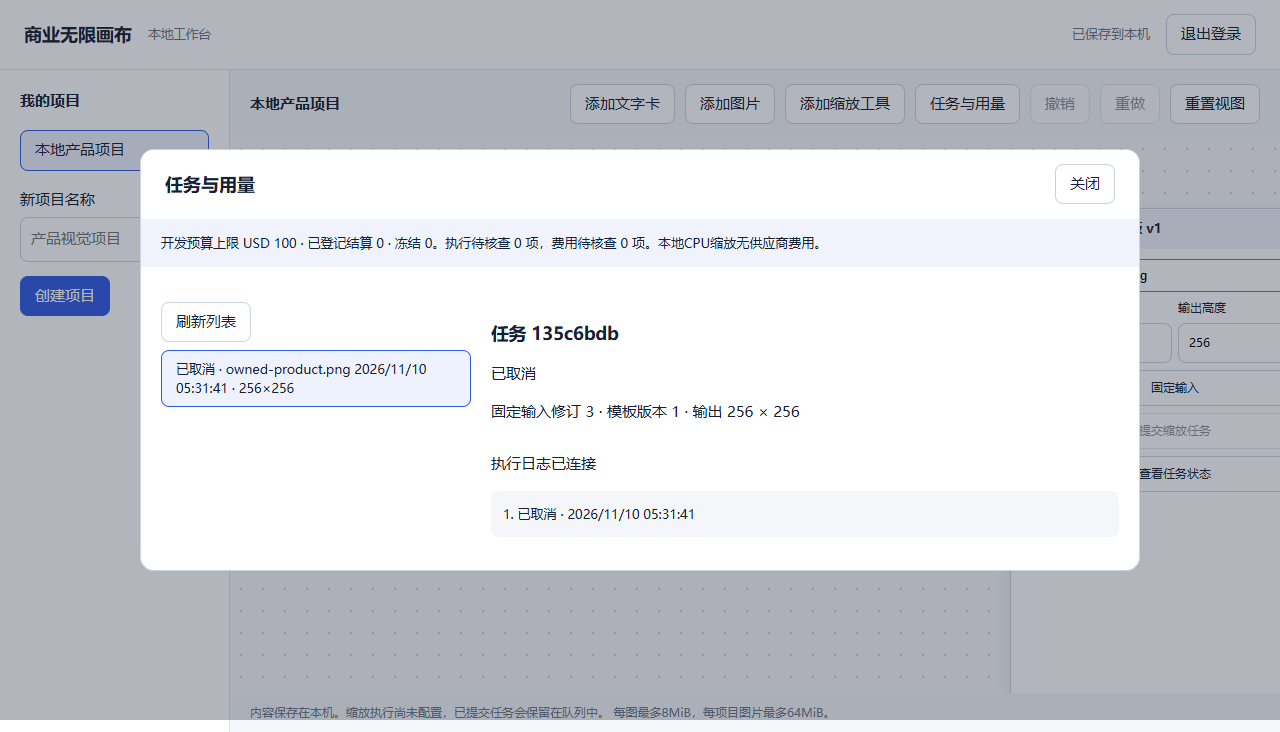 商业无限画布 本地工作台 已保存到本机 退出登录
我的项目
本地产品项目 添加文字卡 添加图片 添加缩放工具 任务与用量 撤销 重做 重置视图
本地产品项目
新项目名称
产品视觉项目
创建项目
任务与用量 关闭
开发预算上限 USD 100 · 已登记结算 0 · 冻结 0。执行待核查 0 项，费用待核查 0 项。本地CPU缩放无供应商费用。
刷新列表
已取消 · owned-product.png 2026/11/10
05:31:41 · 256×256
任务 135c6bdb
已取消
固定输入修订 3 · 模板版本 1 · 输出 256 × 256
执行日志已连接
1. 已取消 · 2026/11/10 05:31:41
v1
g
输出高度
256
固定输入
提交缩放任务
查看任务状态
内容保存在本机。缩放执行尚未配置，已提交任务会保留在队列中。 每图最多8MiB，每项目图片最多64MiB。